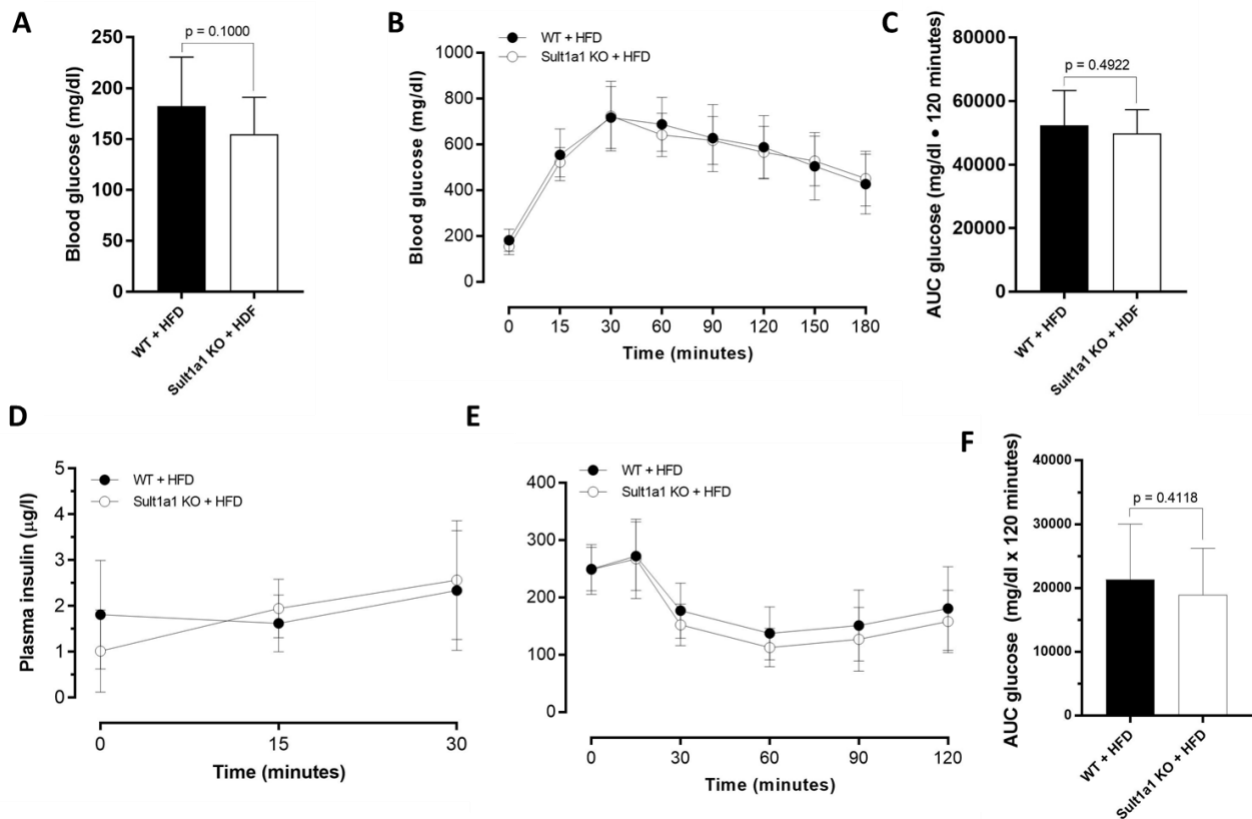 A
Blood glucose (mg/dl)
250
200
150
100
50
0
p = 0.1000
WT + HFD
Sult1a1 KO + HDF
B
WT + HFD
Sult1a1 KO + HFD
Blood glucose (mg/dl)
1000
800
600
400
200
0
0 15 30 60 90 120 150 180
Time (minutes)
C
AUC glucose (mg/dl • 120 minutes)
80000
60000
40000
20000
0
p = 0.4922
WT + HFD
Sult1a1 KO + HDF
D
WT + HFD
Sult1a1 KO + HFD
Plasma insulin (µg/l)
5
4
3
2
1
0
0 15 30
Time (minutes)
E
WT + HFD
Sult1a1 KO + HFD
400
300
200
100
0
0 15 30 60 90 120
Time (minutes)
F
AUC glucose (mg/dl x 120 minutes)
40000
30000
20000
10000
0
p = 0.4118
WT + HFD
Sult1a1 KO + HFD